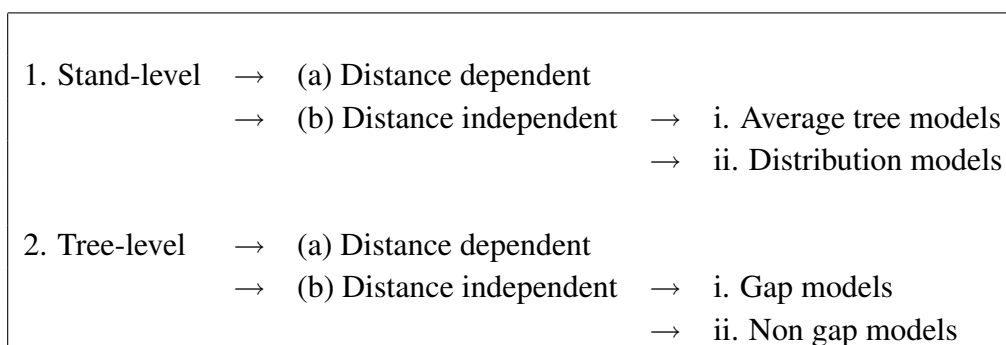 1. Stand-level → (a) Distance dependent
→ (b) Distance independent → i. Average tree models
→ ii. Distribution models
2. Tree-level → (a) Distance dependent
→ (b) Distance independent → i. Gap models
→ ii. Non gap models